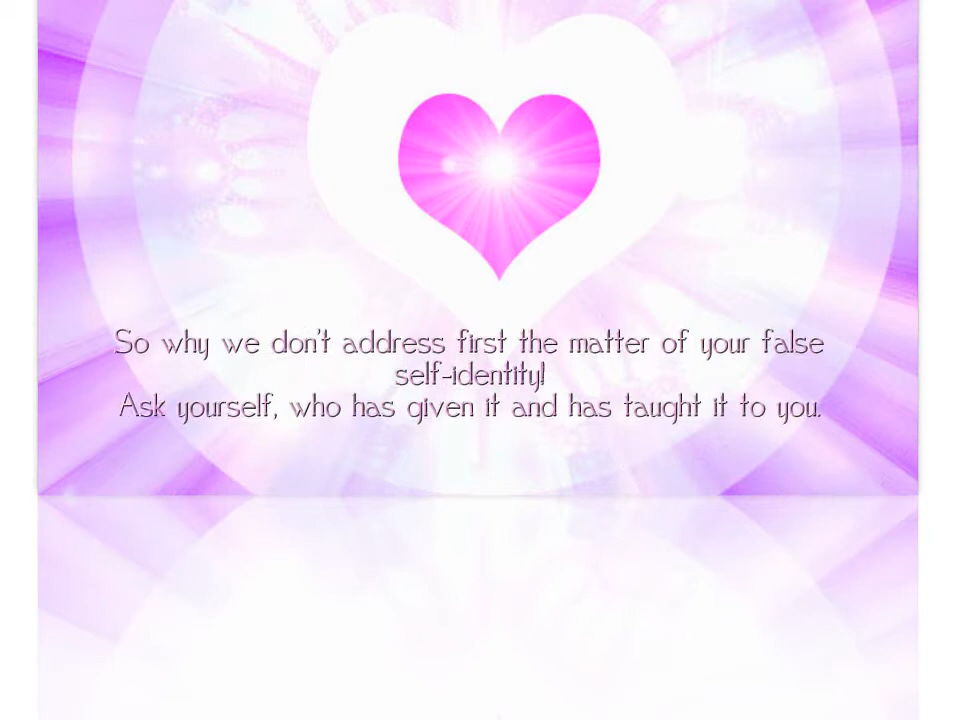 So why we don't address first the matter of your false
self-identity!
Ask yourself, who has given it and has taught it to you.